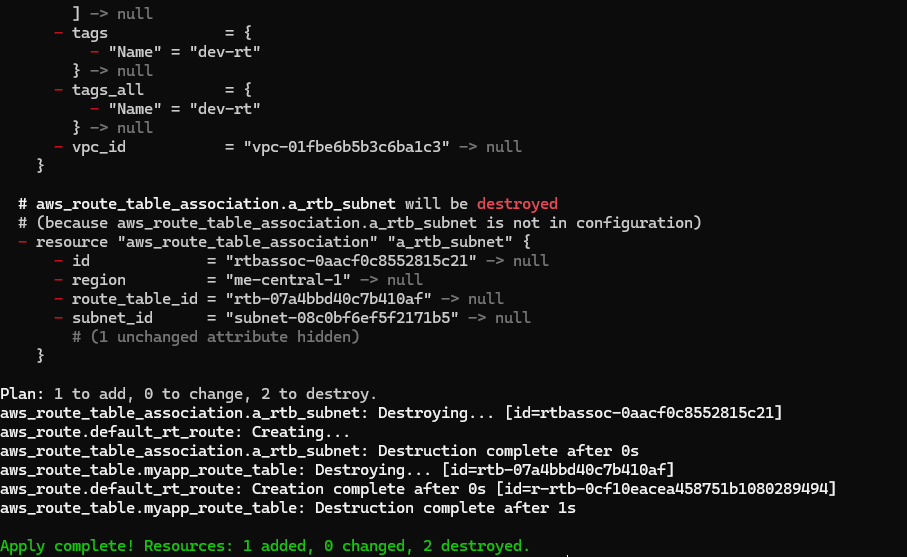 ] -> null
- tags = {
- "Name" = "dev-rt"
} -> null
- tags_all = {
- "Name" = "dev-rt"
} -> null
- vpc_id = "vpc-01fbe6b5b3c6ba1c3" -> null
}
# aws_route_table_association.a_rtb_subnet will be destroyed
# (because aws_route_table_association.a_rtb_subnet is not in configuration)
- resource "aws_route_table_association" "a_rtb_subnet" {
- id = "rtbassoc-0aacf0c8552815c21" -> null
- region = "me-central-1" -> null
- route_table_id = "rtb-07a4bbd40c7b410af" -> null
- subnet_id = "subnet-08c0bf6ef5f2171b5" -> null
# (1 unchanged attribute hidden)
}
Plan: 1 to add, 0 to change, 2 to destroy.
aws_route_table_association.a_rtb_subnet: Destroying... [id=rtbassoc-0aacf0c8552815c21]
aws_route.default_rt_route: Creating...
aws_route_table_association.a_rtb_subnet: Destruction complete after 0s
aws_route_table.myapp_route_table: Destroying... [id=rtb-07a4bbd40c7b410af]
aws_route.default_rt_route: Creation complete after 0s [id=r-rtb-0cf10eacea458751b1080289494]
aws_route_table.myapp_route_table: Destruction complete after 1s
Apply complete! Resources: 1 added, 0 changed, 2 destroyed.